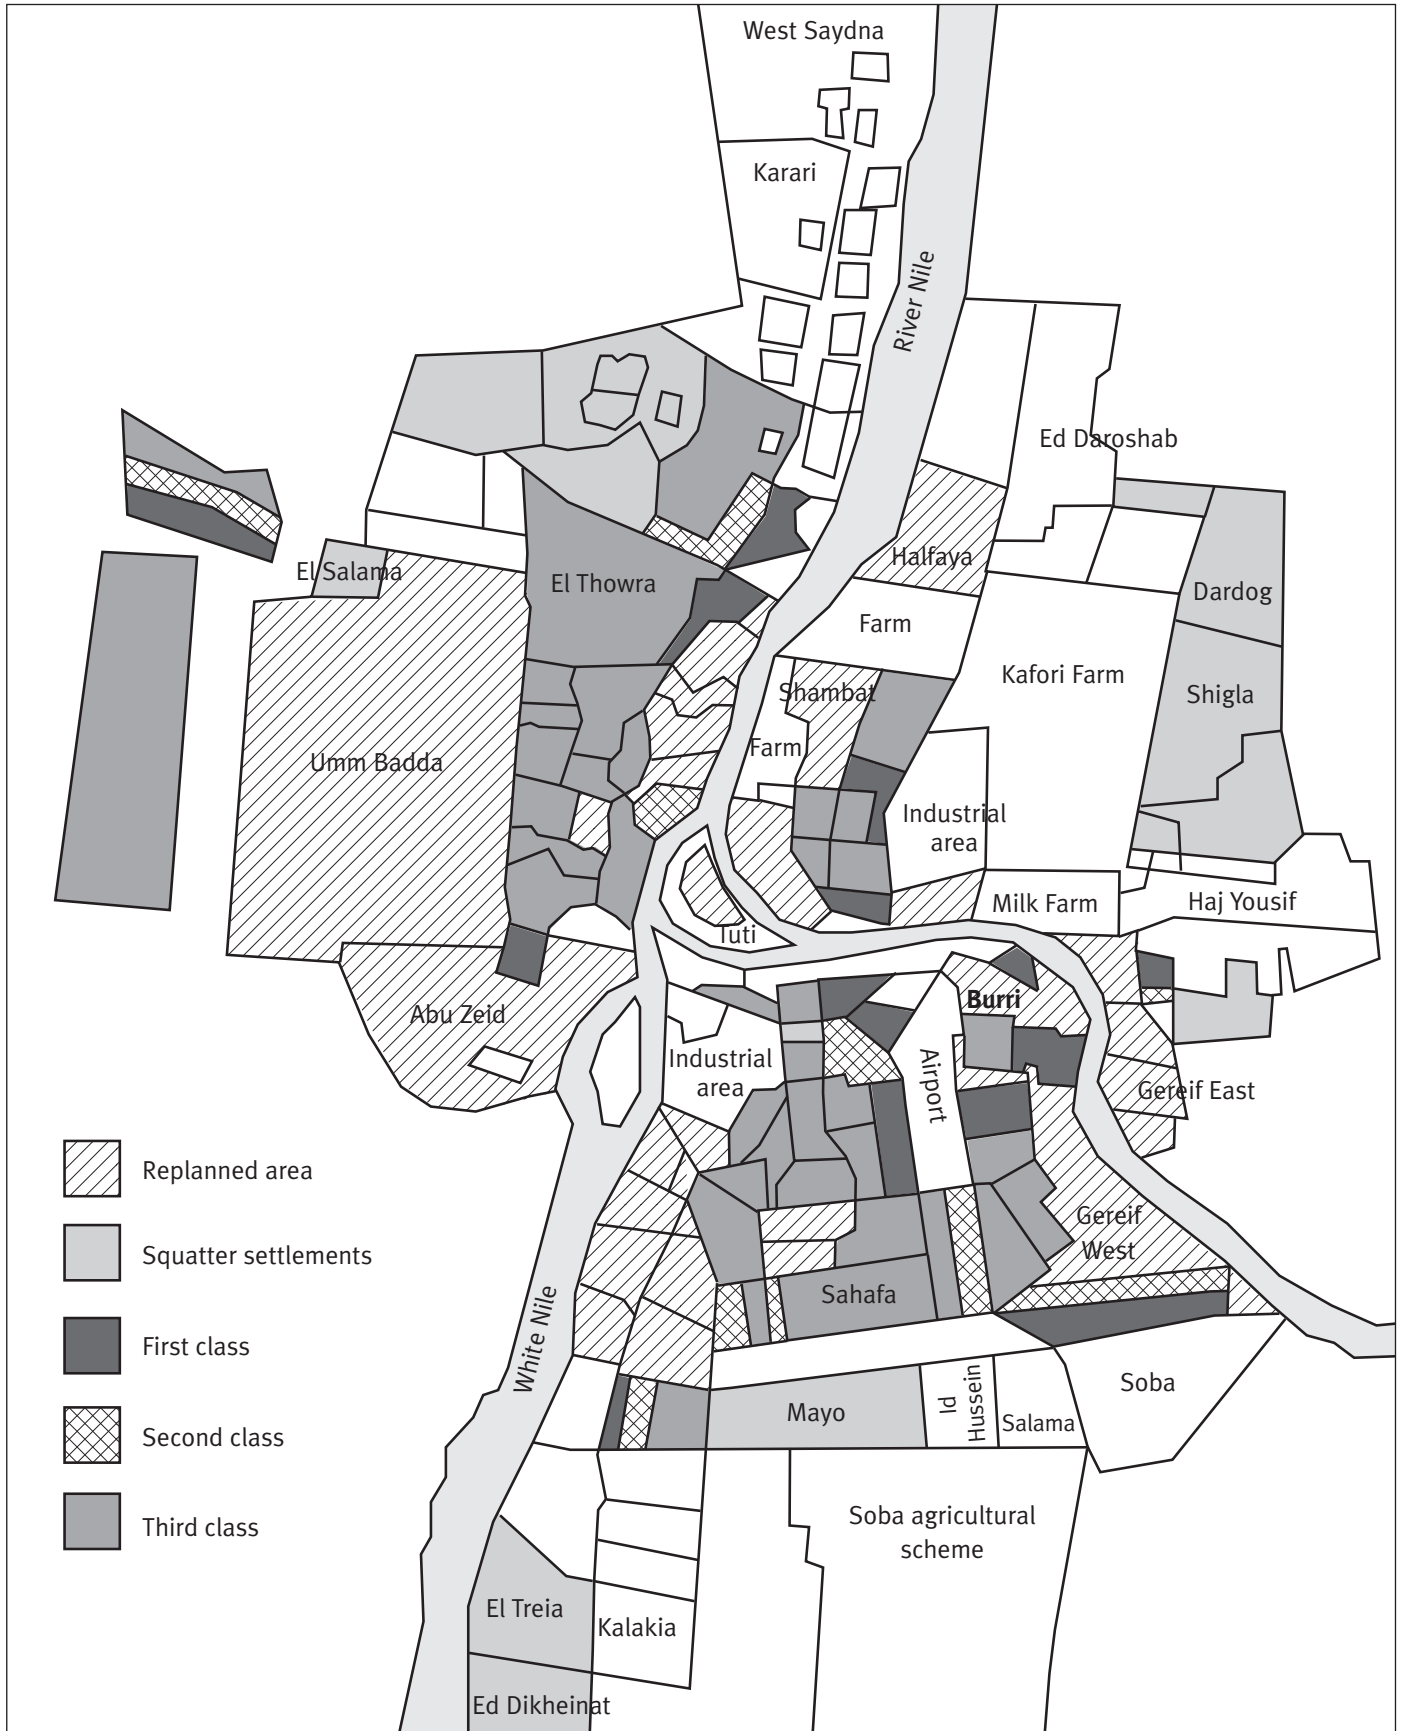 West Saydna
Karari
River Nile
Ed Daroshab
Halfaya
El Salama
El Thowra
Dardog
Farm
Kafori Farm
Shambat
Shigla
Farm
Umm Badda
Industrial
area
Milk Farm
Haj Yousif
Tuti
Burri
Abu Zeid
Industrial
area
Airport
Gereif East
Replanned area
Gereif
West
Squatter settlements
Sahafa
White Nile
First class
Soba
Id
Hussein
Mayo
Salama
Second class
Third class
Soba agricultural
scheme
El Treia
Kalakia
Ed Dikheinat